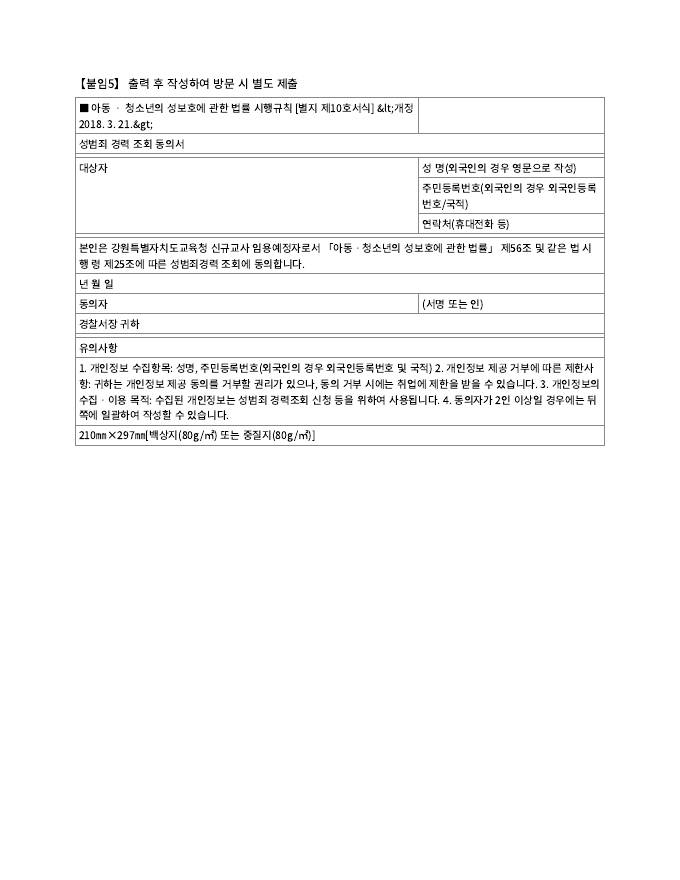 【붙임5】 출력 후 작성하여 방문 시 별도 제출
■ 아동ㆍ청소년의 성보호에 관한 법률 시행규칙 [별지 제10호서식] &lt;개정
2018. 3. 21.&gt;
성범죄 경력 조회 동의서
대상자
성 명(외국인의 경우 영문으로 작성)
주민등록번호(외국인의 경우 외국인등록
번호/국적)
연락처(휴대전화 등)
본인은 강원특별자치도교육청 신규교사 임용예정자로서 「아동ㆍ청소년의 성보호에 관한 법률」 제56조 및 같은 법 시
행 령 제25조에 따른 성범죄경력 조회에 동의합니다.
년 월 일
동의자
(서명 또는 인)
경찰서장 귀하
유의사항
1. 개인정보 수집항목: 성명, 주민등록번호(외국인의 경우 외국인등록번호 및 국적) 2. 개인정보 제공 거부에 따른 제한사
항: 귀하는 개인정보 제공 동의를 거부할 권리가 있으나, 동의 거부 시에는 취업에 제한을 받을 수 있습니다. 3. 개인정보의
수집ㆍ이용 목적: 수집된 개인정보는 성범죄 경력조회 신청 등을 위하여 사용됩니다. 4. 동의자가 2인 이상일 경우에는 뒤
쪽에 일괄하여 작성할 수 있습니다.
210㎜×297㎜[백상지(80g/㎡) 또는 중질지(80g/㎡)]